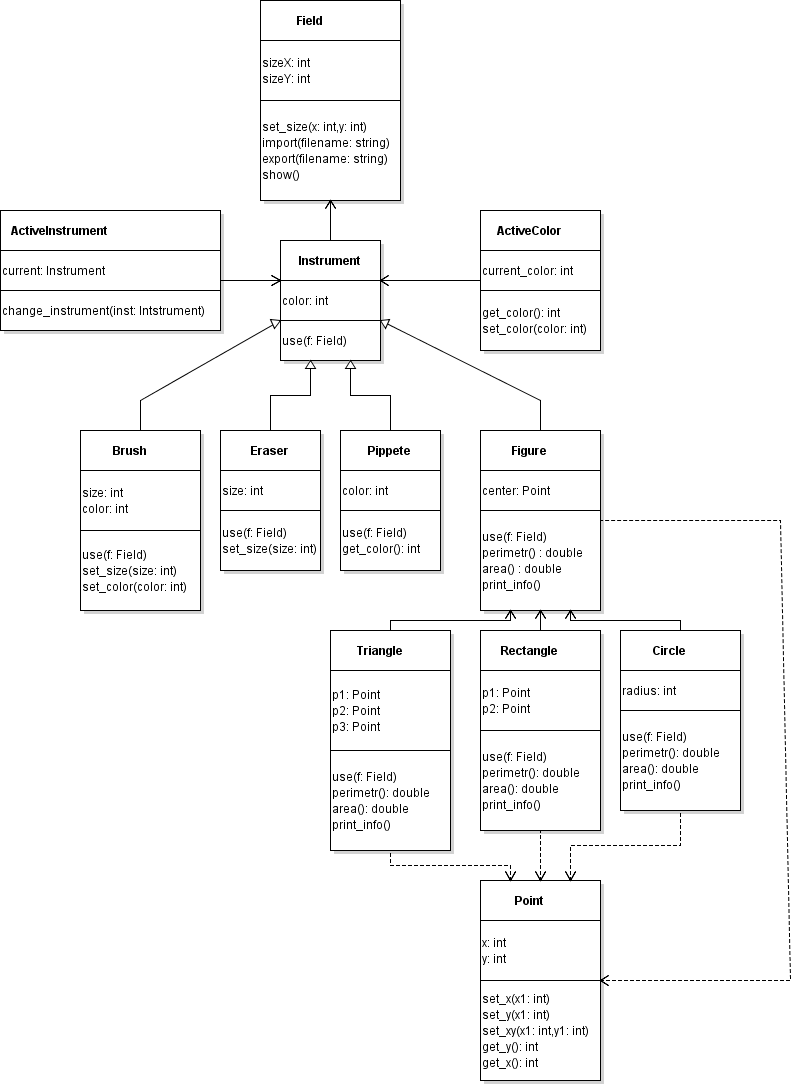 Field
sizeX: int
sizeY: int
set_size(x: int,y: int)
import(filename: string)
export(filename: string)
show()
ActiveInstrument
current: Instrument
change_instrument(inst: Intstrument)
Instrument
color: int
use(f: Field)
ActiveColor
current_color: int
get_color(): int
set_color(color: int)
Brush
size: int
color: int
use(f: Field)
set_size(size: int)
set_color(color: int)
Eraser
size: int
use(f: Field)
set_size(size: int)
Pippete
color: int
use(f: Field)
get_color(): int
Figure
center: Point
use(f: Field)
perimetr() : double
area() : double
print_info()
Triangle
p1: Point
p2: Point
p3: Point
use(f: Field)
perimetr(): double
area(): double
print_info()
Rectangle
p1: Point
p2: Point
use(f: Field)
perimetr(): double
area(): double
print_info()
Circle
radius: int
use(f: Field)
perimetr(): double
area(): double
print_info()
Point
x: int
y: int
set_x(x1: int)
set_y(x1: int)
set_xy(x1: int,y1: int)
get_y(): int
get_x(): int